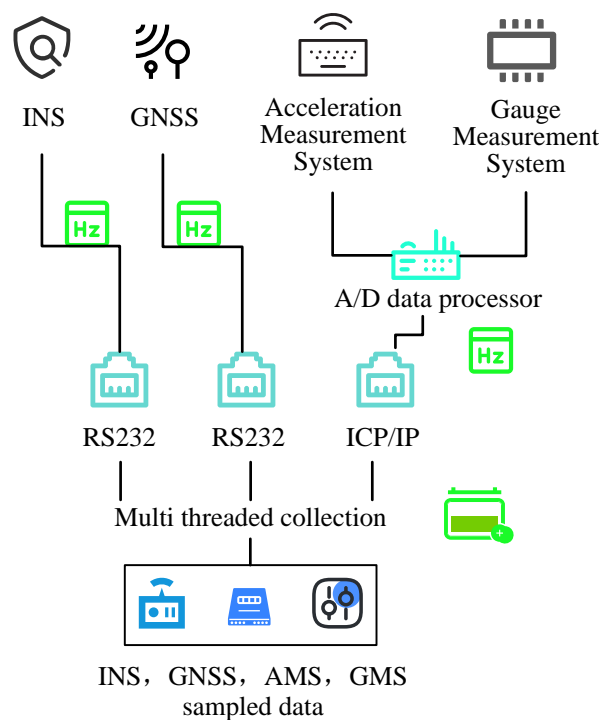 INS
GNSS
Acceleration
Measurement
System
Gauge
Measurement
System
Hz
Hz
A/D data processor
Hz
RS232
RS232
ICP/IP
Multi threaded collection
INS，GNSS，AMS，GMS
sampled data